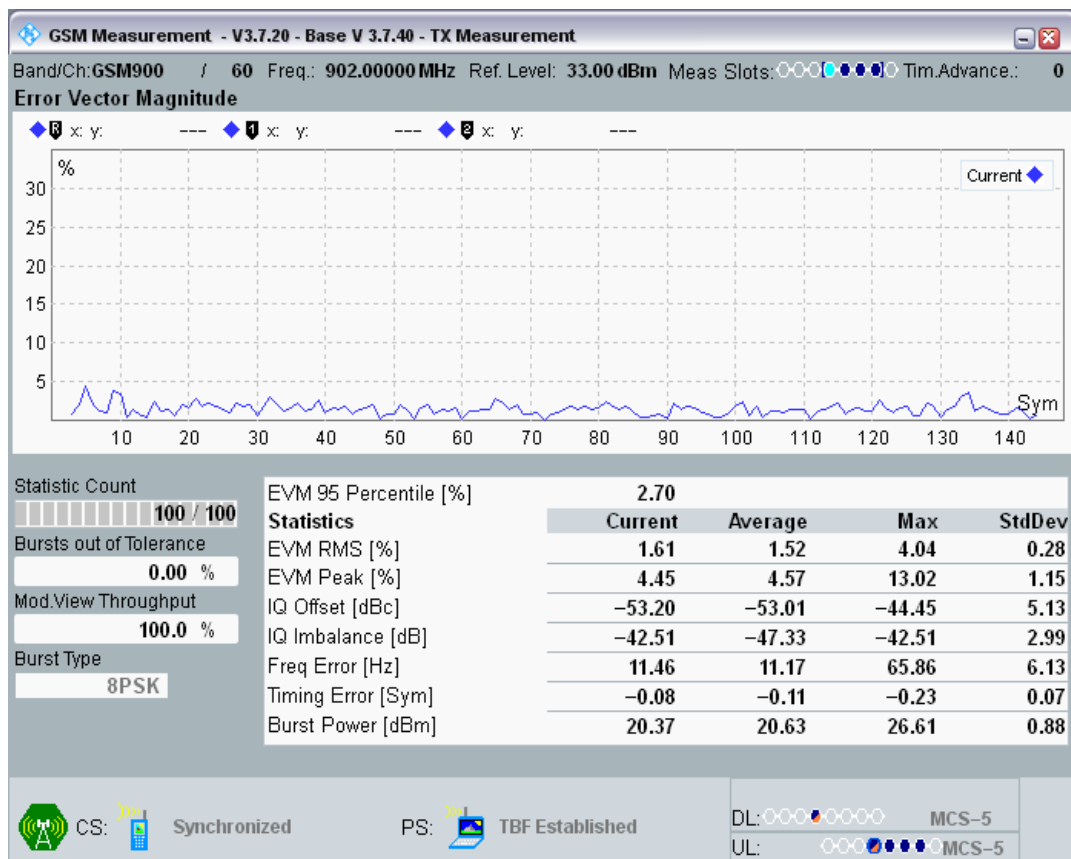 GSM Measurement - V3.7.20 - Base V 3.7.40 - TX Measurement
Band/Ch:GSM900 / 60 Freq.: 902.00000 MHz Ref. Level: 33.00 dBm Meas Slots: Tim.Advance.: 0
Error Vector Magnitude
R x: y: --- 1 x: y: --- 2 x: y: ---
%
Current
30
25
20
15
10
5
Sym
10 20 30 40 50 60 70 80 90 100 110 120 130 140
Statistic Count
100 / 100
Bursts out of Tolerance
0.00 %
Mod.View Throughput
100.0 %
Burst Type
8PSK
EVM 95 Percentile [%] 2.70
Statistics Current Average Max StdDev
EVM RMS [%] 1.61 1.52 4.04 0.28
EVM Peak [%] 4.45 4.57 13.02 1.15
IQ Offset [dBc] −53.20 −53.01 −44.45 5.13
IQ Imbalance [dB] −42.51 −47.33 −42.51 2.99
Freq Error [Hz] 11.46 11.17 65.86 6.13
Timing Error [Sym] −0.08 −0.11 −0.23 0.07
Burst Power [dBm] 20.37 20.63 26.61 0.88
CS: Synchronized PS: TBF Established
DL: MCS−5
UL: MCS−5